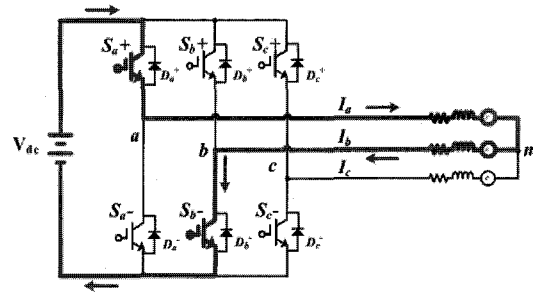 Sa+ Sb+ Sc+
Da+ Db+ Dc+
Ia
a
Vdc
b
Ib
n
c
Ic
Sa- Sb- Sc-
Da- Db- Dc-